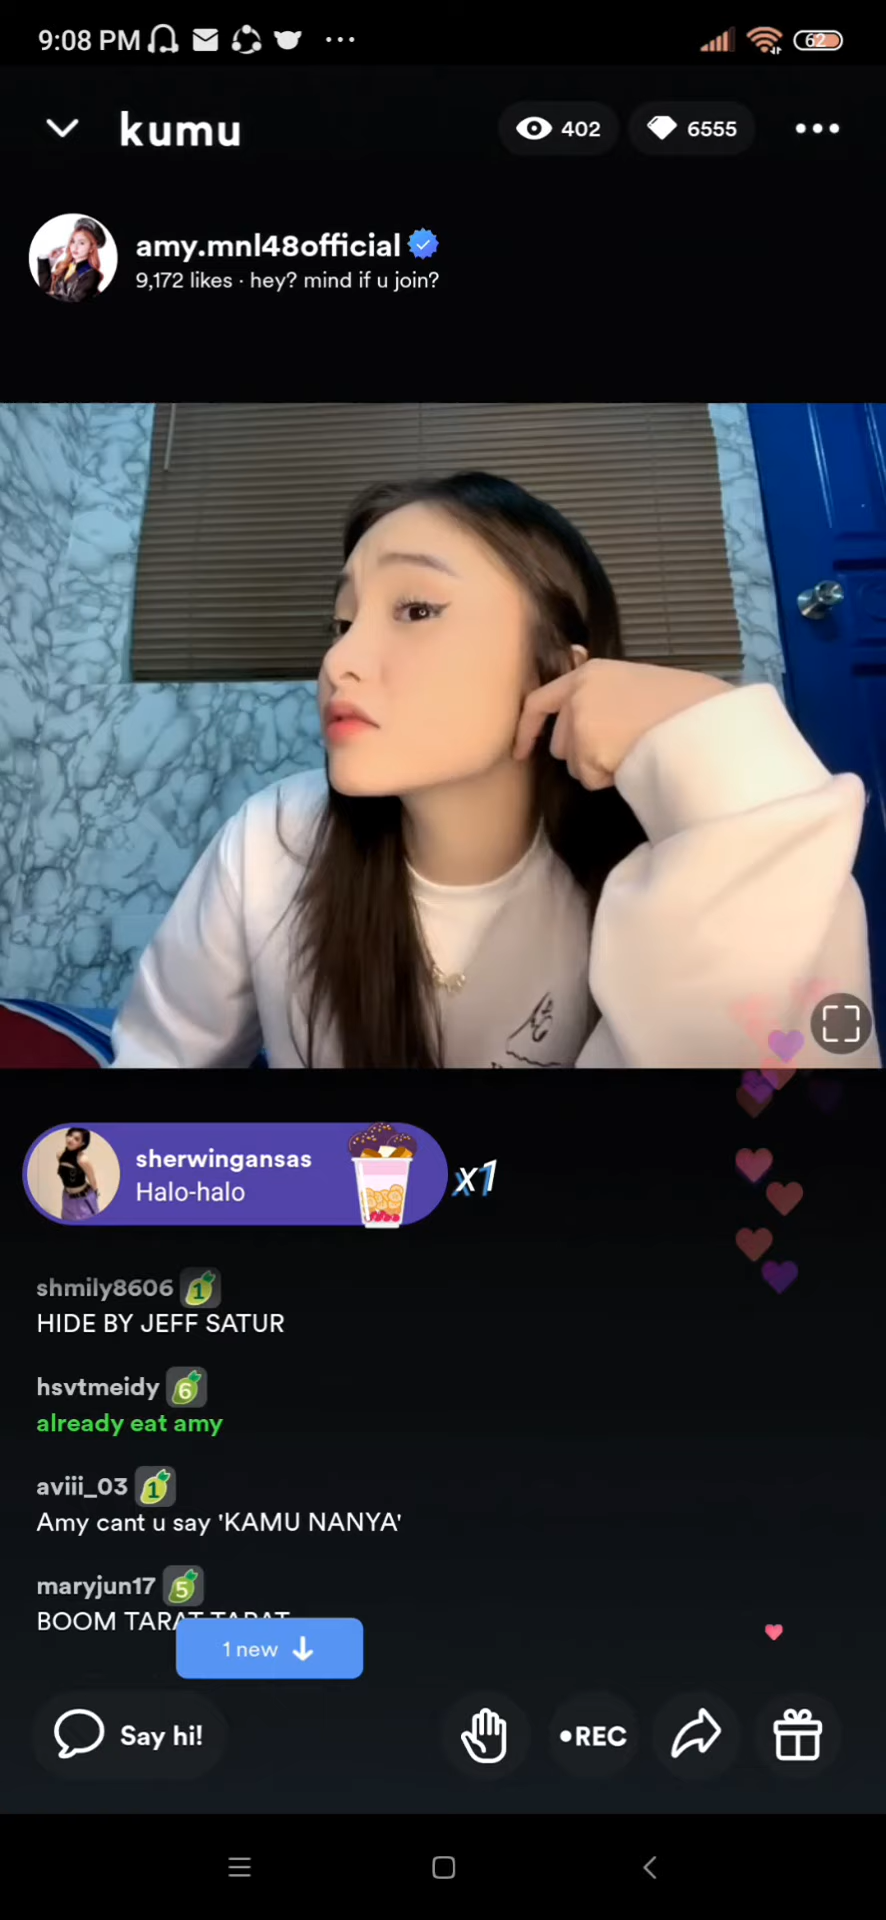 9:08 PM
62
kumu
402
6555
amy.mnl48official
9,172 likes · hey? mind if u join?
sherwingansas
Halo-halo
x1
shmily8606 1
HIDE BY JEFF SATUR
hsvtmeidy 6
already eat amy
aviii_03 1
Amy cant u say 'KAMU NANYA'
maryjun17 5
BOOM TARAT TARAT
1 new
Say hi!
•REC